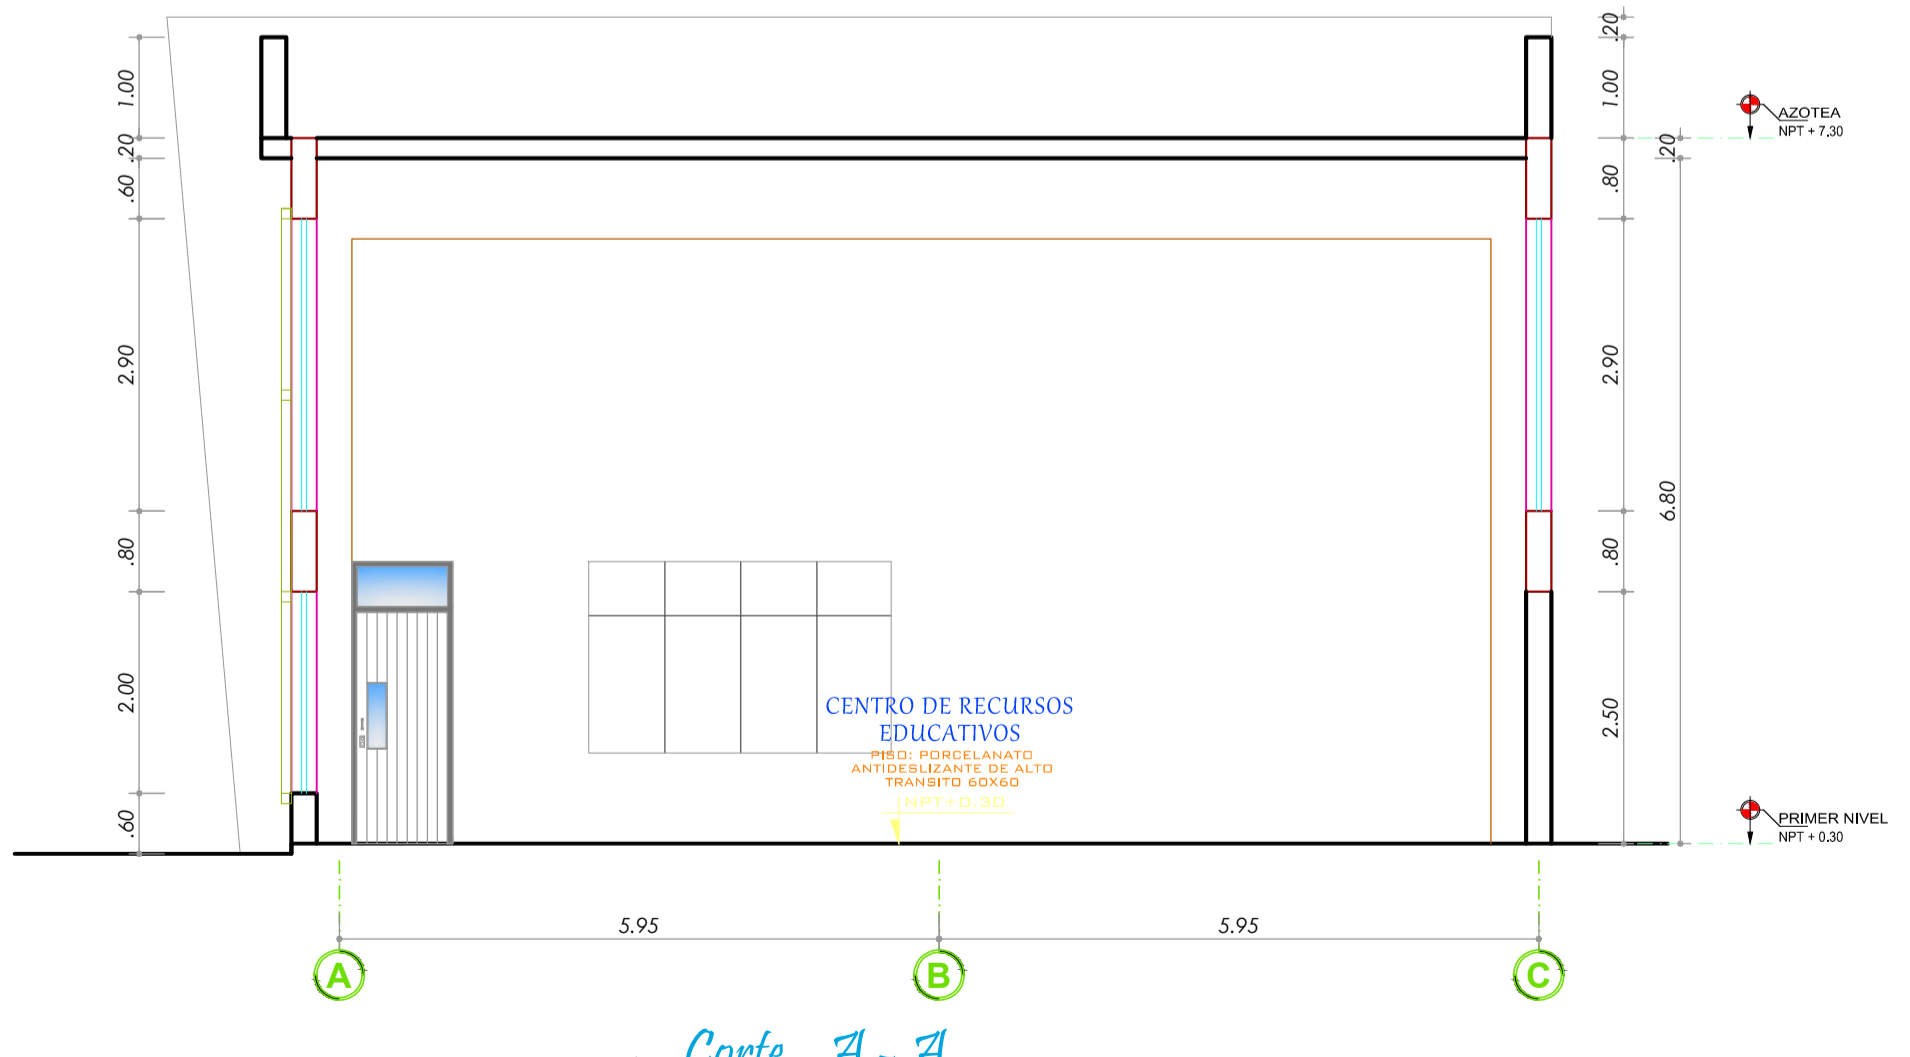 .20
1.00
1.00
AZOTEA
NPT + 7.30
.20
.20
.60
.80
2.90
2.90
6.80
.80
.80
2.00
CENTRO DE RECURSOS
EDUCATIVOS
2.50
PISO: PORCELANATO
ANTIDESLIZANTE DE ALTO
TRANSITO 60X60
NPT+0.30
.60
PRIMER NIVEL
NPT + 0.30
5.95
5.95
A
B
C
Corte A - A